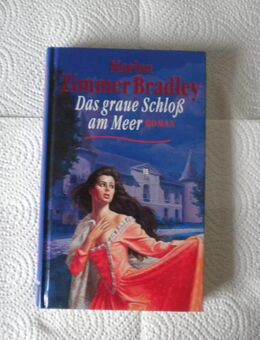 Marion
Zimmer Bradley
Das graue Schloß
am Meer ROMAN